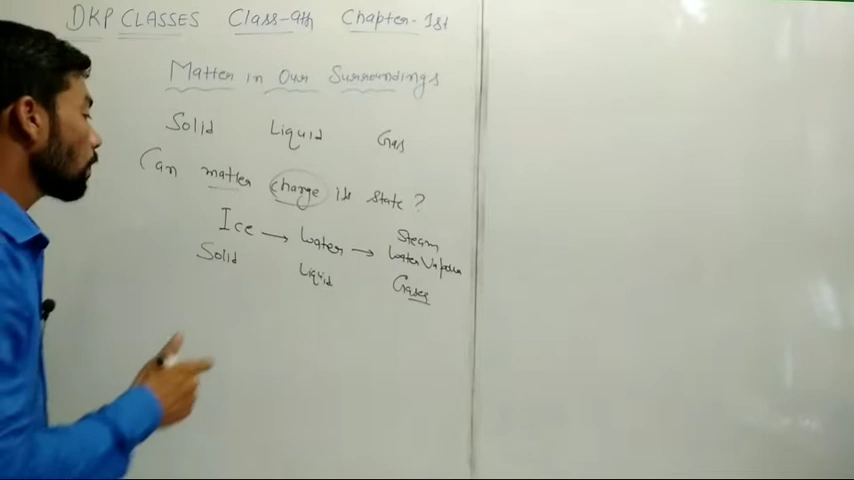 DKP CLASSES Class-9th Chapter-1st
Matter in Our Surroundings
Solid Liquid Gas
Can matter change its state ?
Ice → Water → Steam
Water Vapour
Solid Liquid Gases